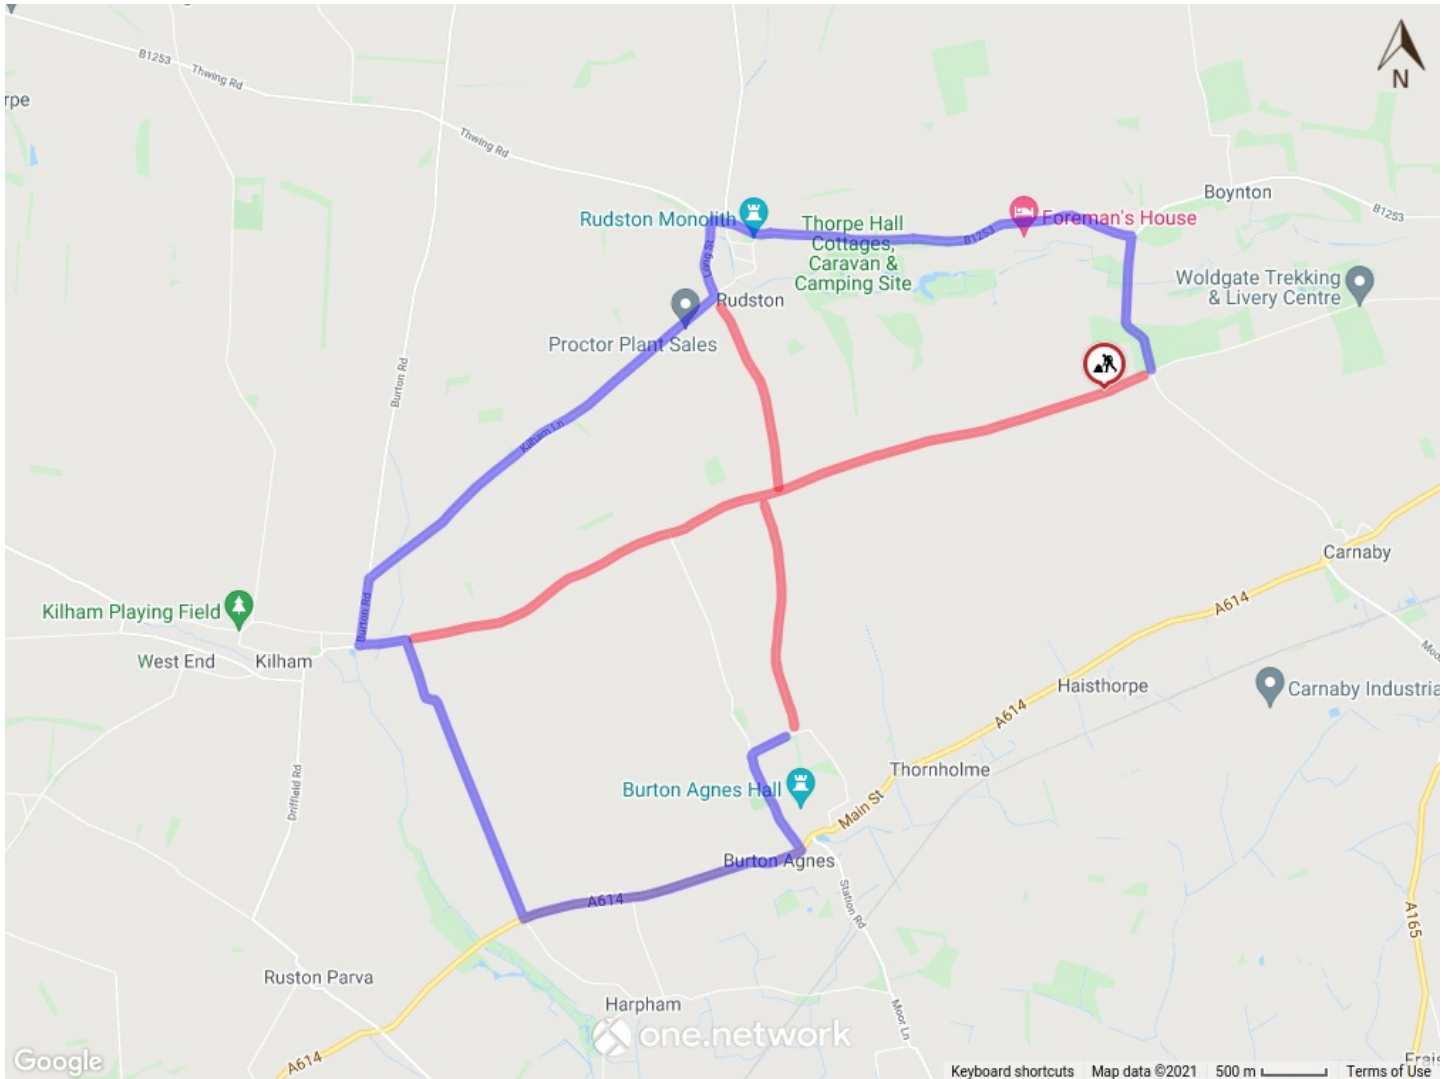 B1253
Thwing Rd
rpe
Thwing Rd
N
Boynton
B1253
Rudston Monolith
Foreman's House
Thorpe Hall
Cottages,
Caravan &
Camping Site
B1253
Long St
Woldgate Trekking
& Livery Centre
Rudston
Proctor Plant Sales
Burton Rd
Kilham Ln
Carnaby
A614
Kilham Playing Field
Burton Rd
West End
Kilham
Haisthorpe
Carnaby Industria
A614
Thornholme
Driffield Rd
Burton Agnes Hall
Main St
Burton Agnes
A614
Station Rd
A165
Ruston Parva
Harpham
Moor Ln
one.network
A614
Google
Keyboard shortcuts
Map data ©2021
500 m
Terms of Use